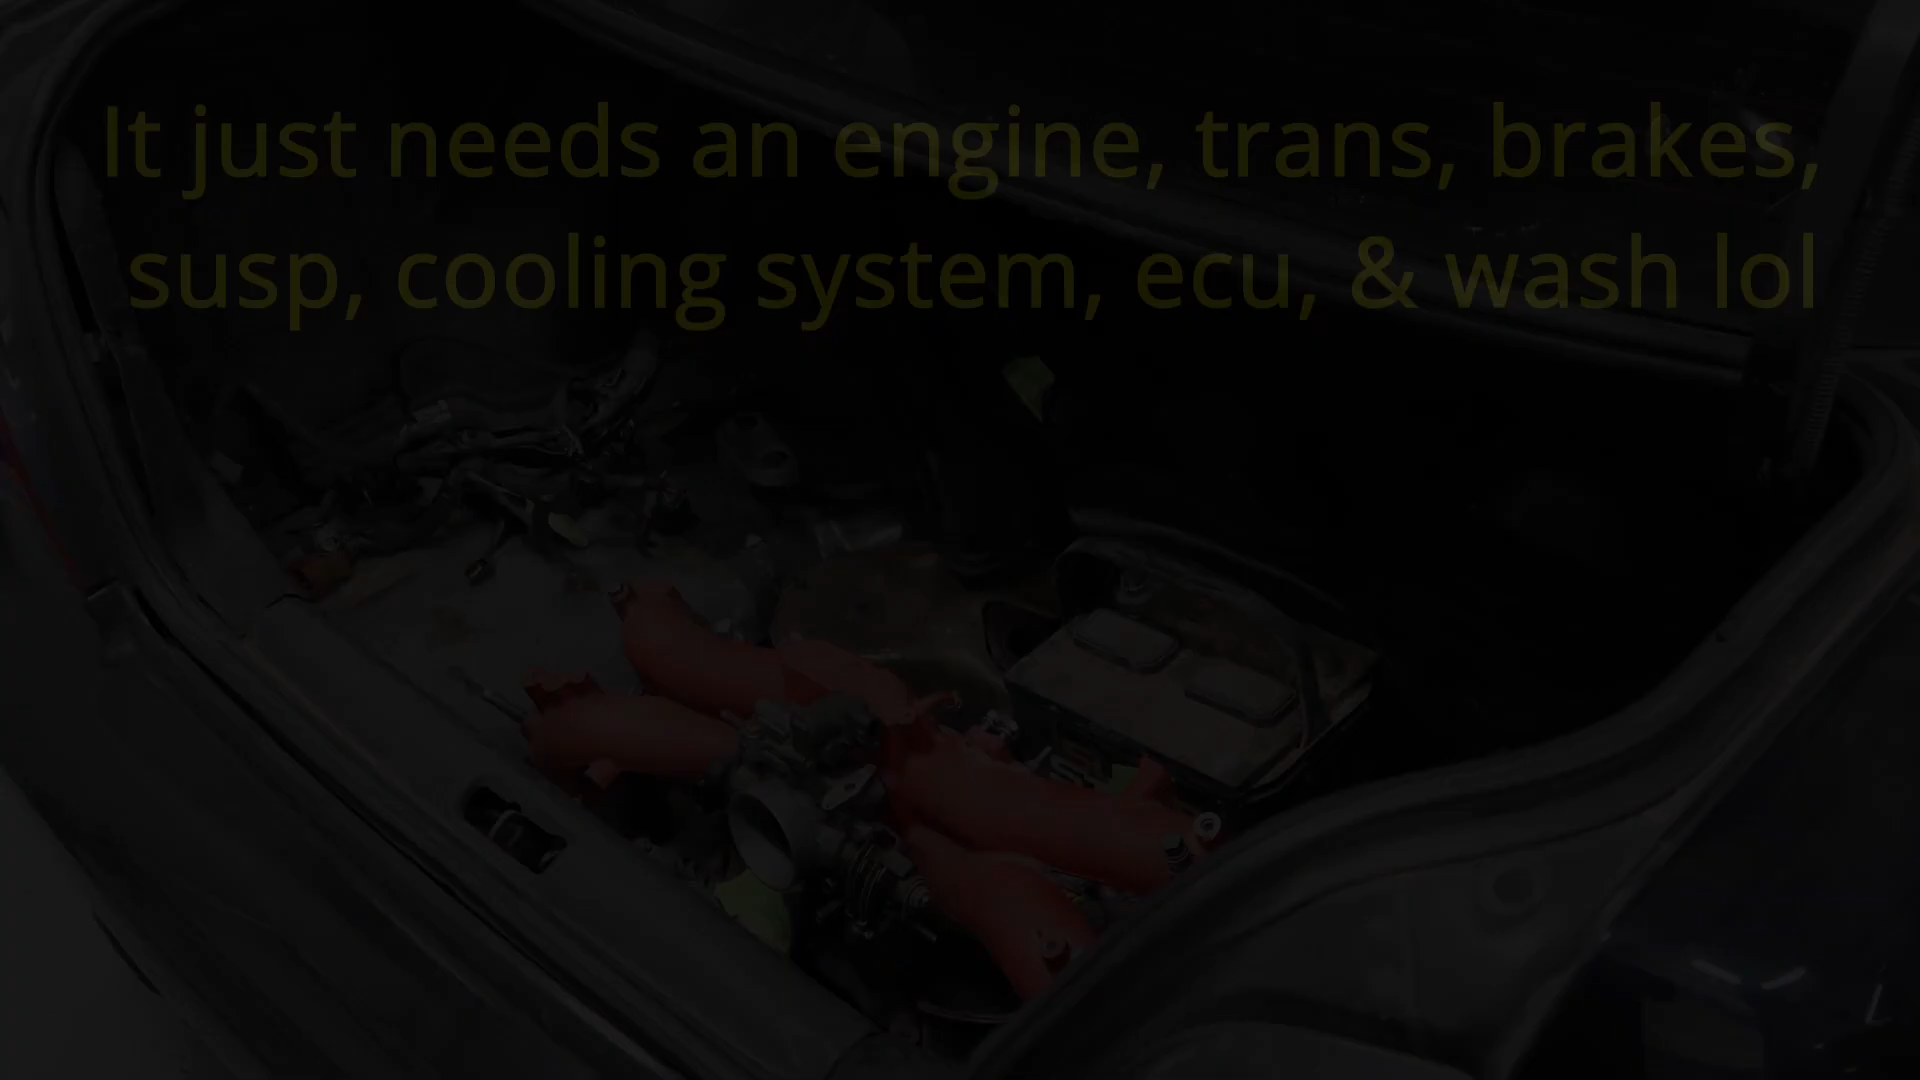 It just needs an engine, trans, brakes,
susp, cooling system, ecu, & wash lol